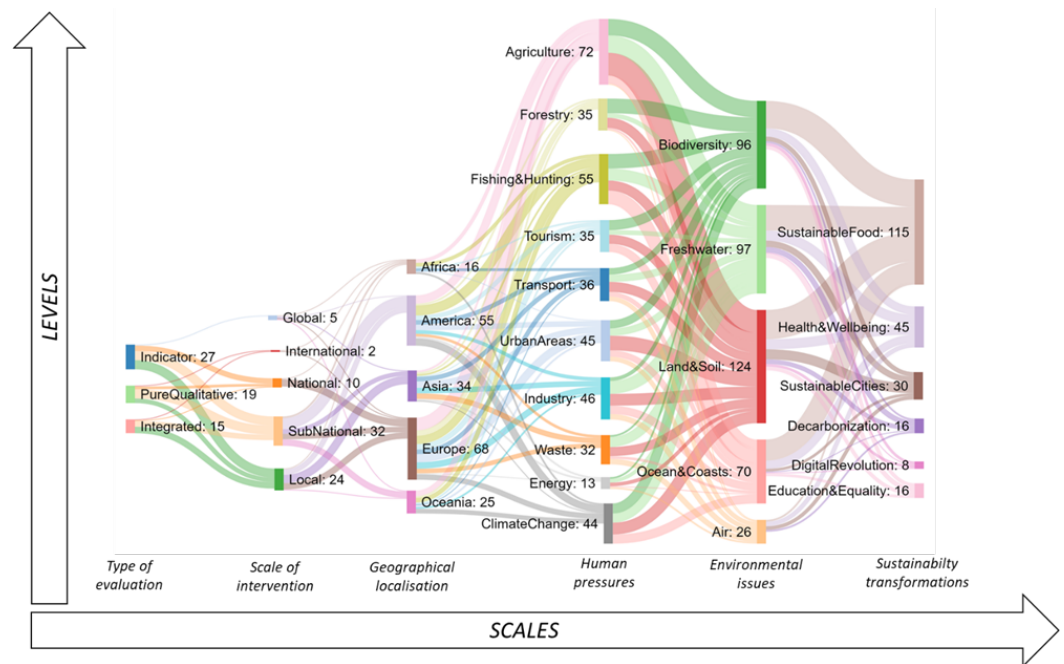 LEVELS
Indicator: 27
PureQualitative: 19
Integrated: 15
Global: 5
International: 2
National: 10
SubNational: 32
Local: 24
Africa: 16
America: 55
Asia: 34
Europe: 68
Oceania: 25
Agriculture: 72
Forestry: 35
Fishing&Hunting: 55
Tourism: 35
Transport: 36
UrbanAreas: 45
Industry: 46
Waste: 32
Energy: 13
ClimateChange: 44
Biodiversity: 96
Freshwater: 97
Land&Soil: 124
Ocean&Coasts: 70
Air: 26
SustainableFood: 115
Health&Wellbeing: 45
SustainableCities: 30
Decarbonization: 16
DigitalRevolution: 8
Education&Equality: 16
Type of
evaluation
Scale of
intervention
Geographical
localisation
Human
pressures
Environmental
issues
Sustainabilty
transformations
SCALES